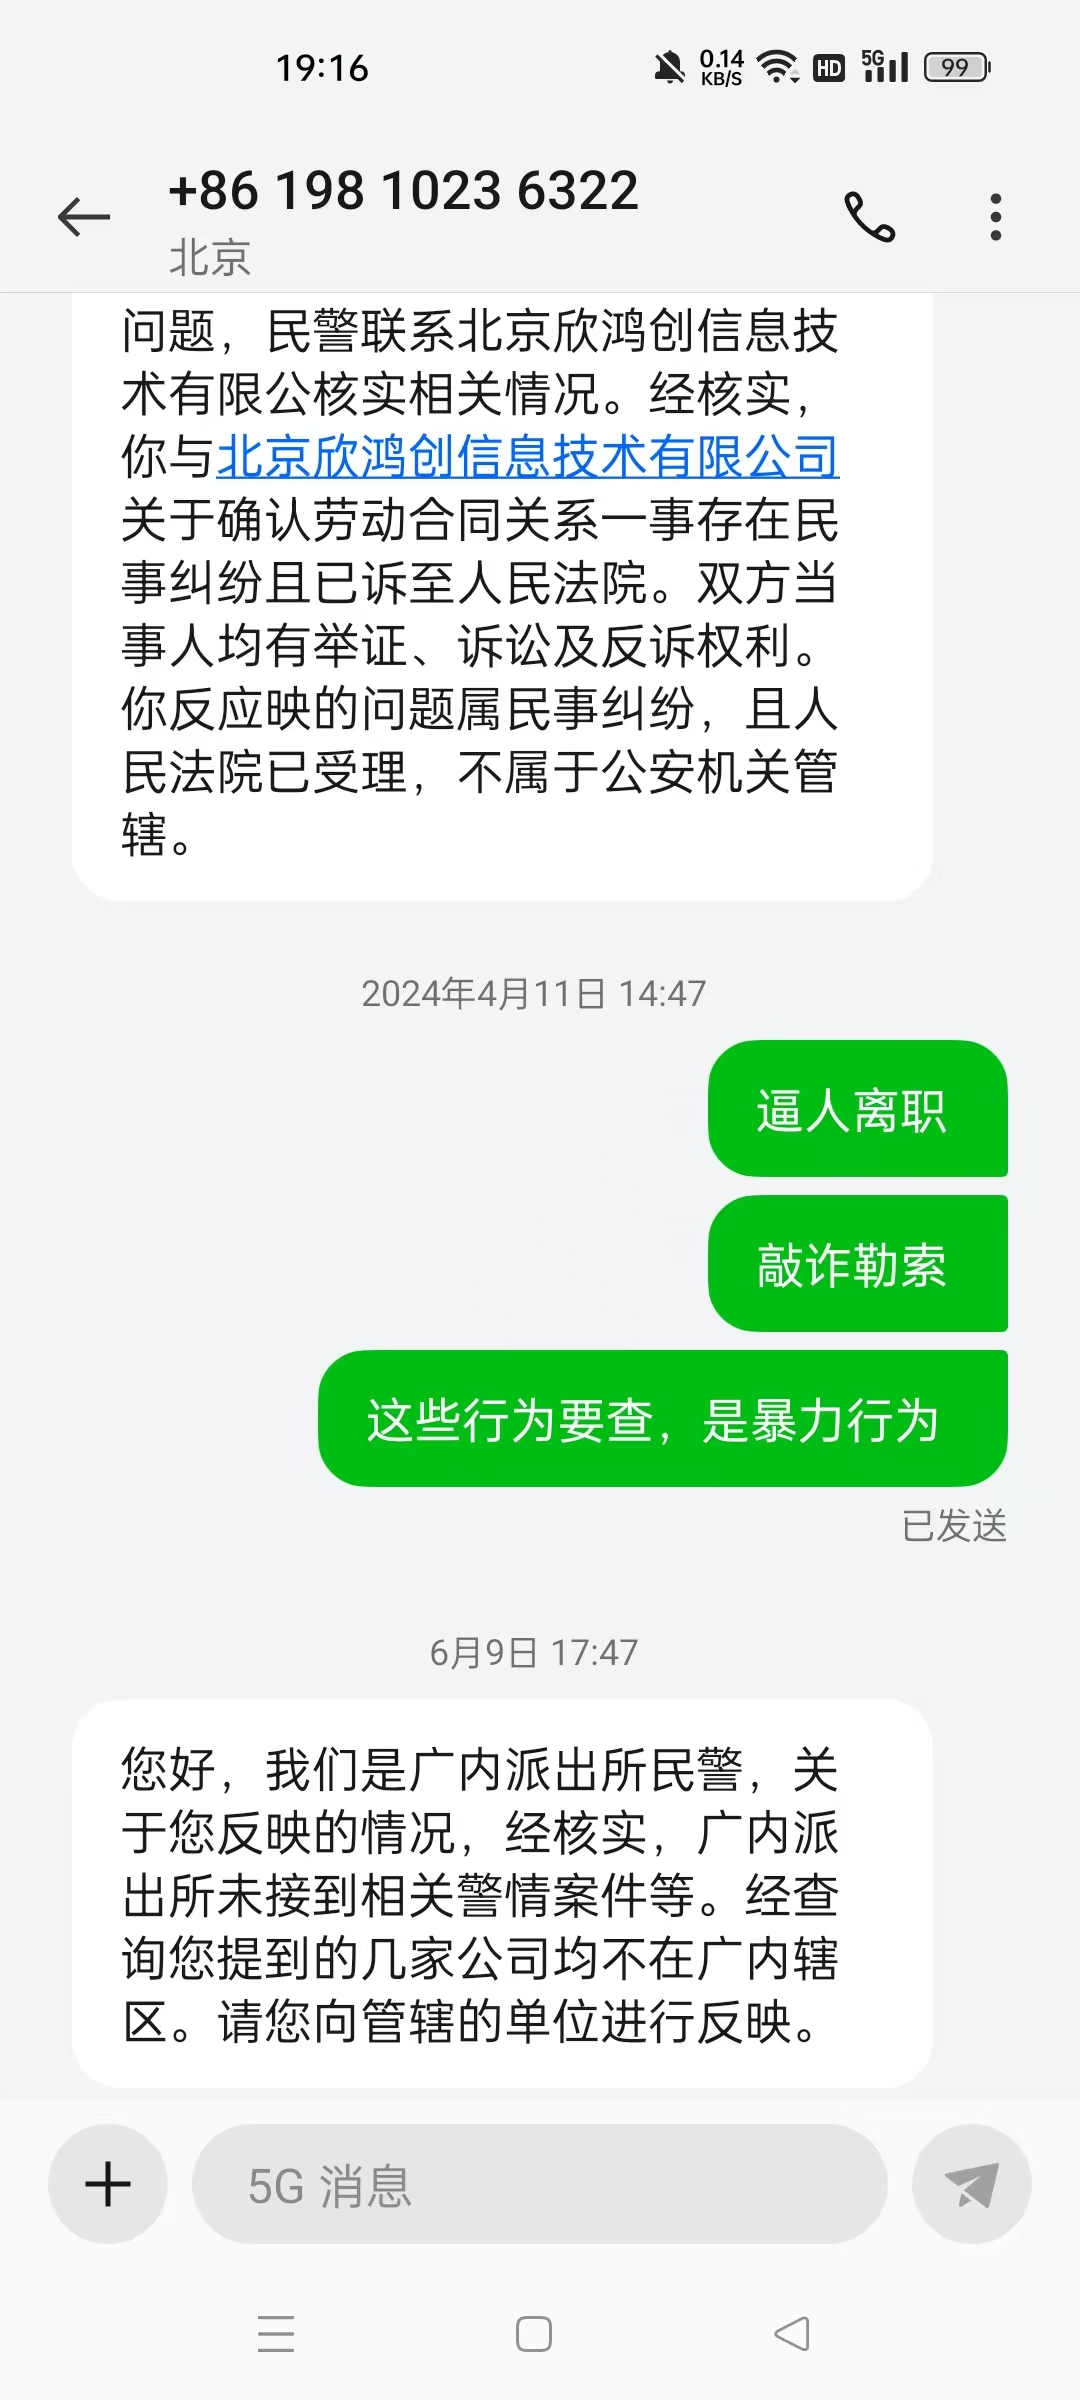 19:16
0.14
KB/S
HD
5G
99
+86 198 1023 6322
北京
问题，民警联系北京欣鸿创信息技
术有限公核实相关情况。经核实，
你与北京欣鸿创信息技术有限公司
关于确认劳动合同关系一事存在民
事纠纷且已诉至人民法院。双方当
事人均有举证、诉讼及反诉权利。
你反应映的问题属民事纠纷，且人
民法院已受理，不属于公安机关管
辖。
2024年4月11日 14:47
逼人离职
敲诈勒索
这些行为要查，是暴力行为
已发送
6月9日 17:47
您好，我们是广内派出所民警，关
于您反映的情况，经核实，广内派
出所未接到相关警情案件等。经查
询您提到的几家公司均不在广内辖
区。请您向管辖的单位进行反映。
5G 消息